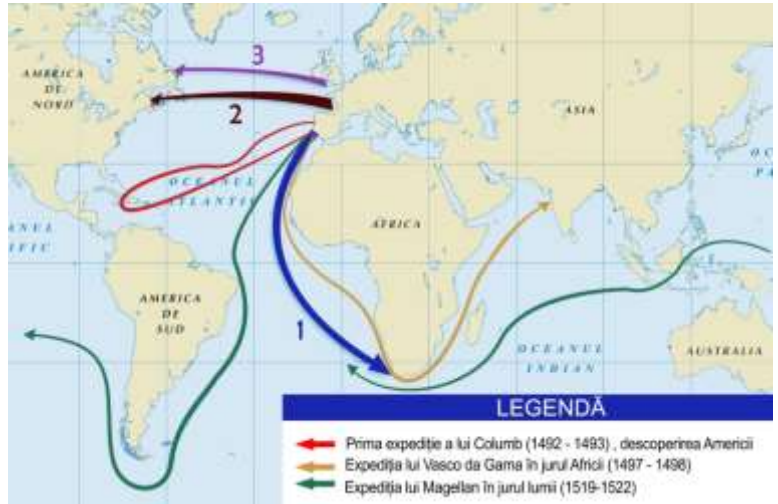 3
AMERICA
DE
NORD
2
ASIA
OCEANUL
ATLANTIC
AFRICA
AMERICA
DE
SUD
1
OCEANUL
INDIAN
AUSTRALIA
LEGENDĂ
Prima expediție a lui Columb (1492 - 1493) , descoperirea Americii
Expediția lui Vasco da Gama în jurul Africii (1497 - 1498)
Expediția lui Magellan în jurul lumii (1519-1522)